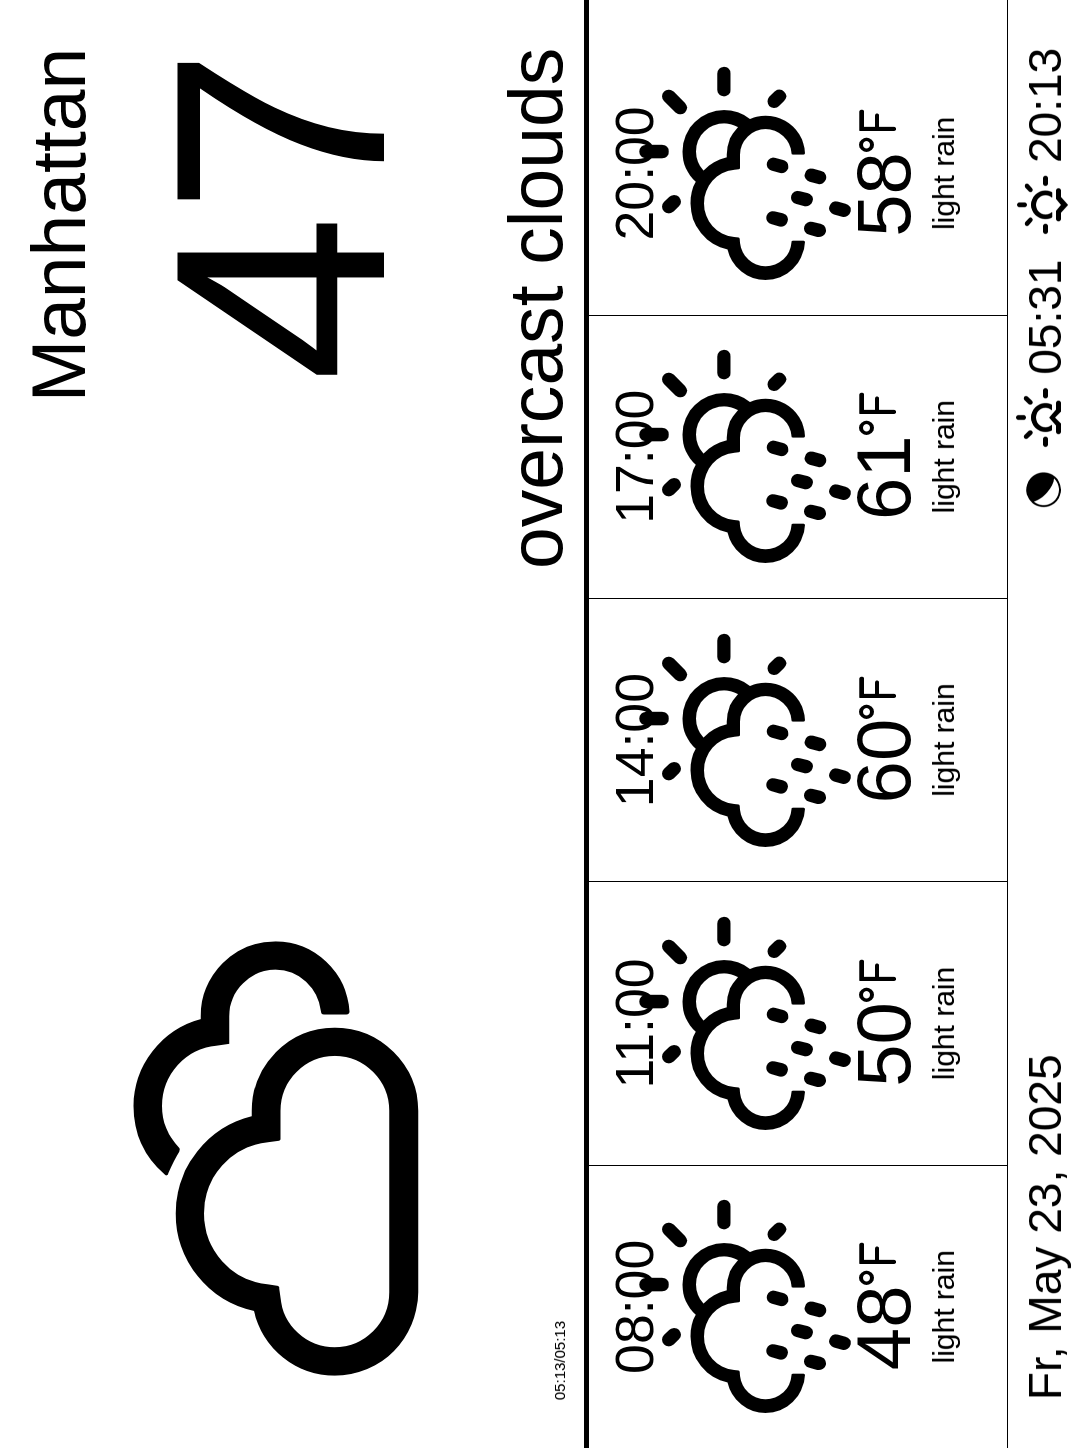 Manhattan
47
overcast clouds
05:13/05:13
08:00
48°F
light rain
11:00
50°F
light rain
14:00
60°F
light rain
17:00
61°F
light rain
20:00
58°F
light rain
Fr, May 23, 2025
05:31
20:13